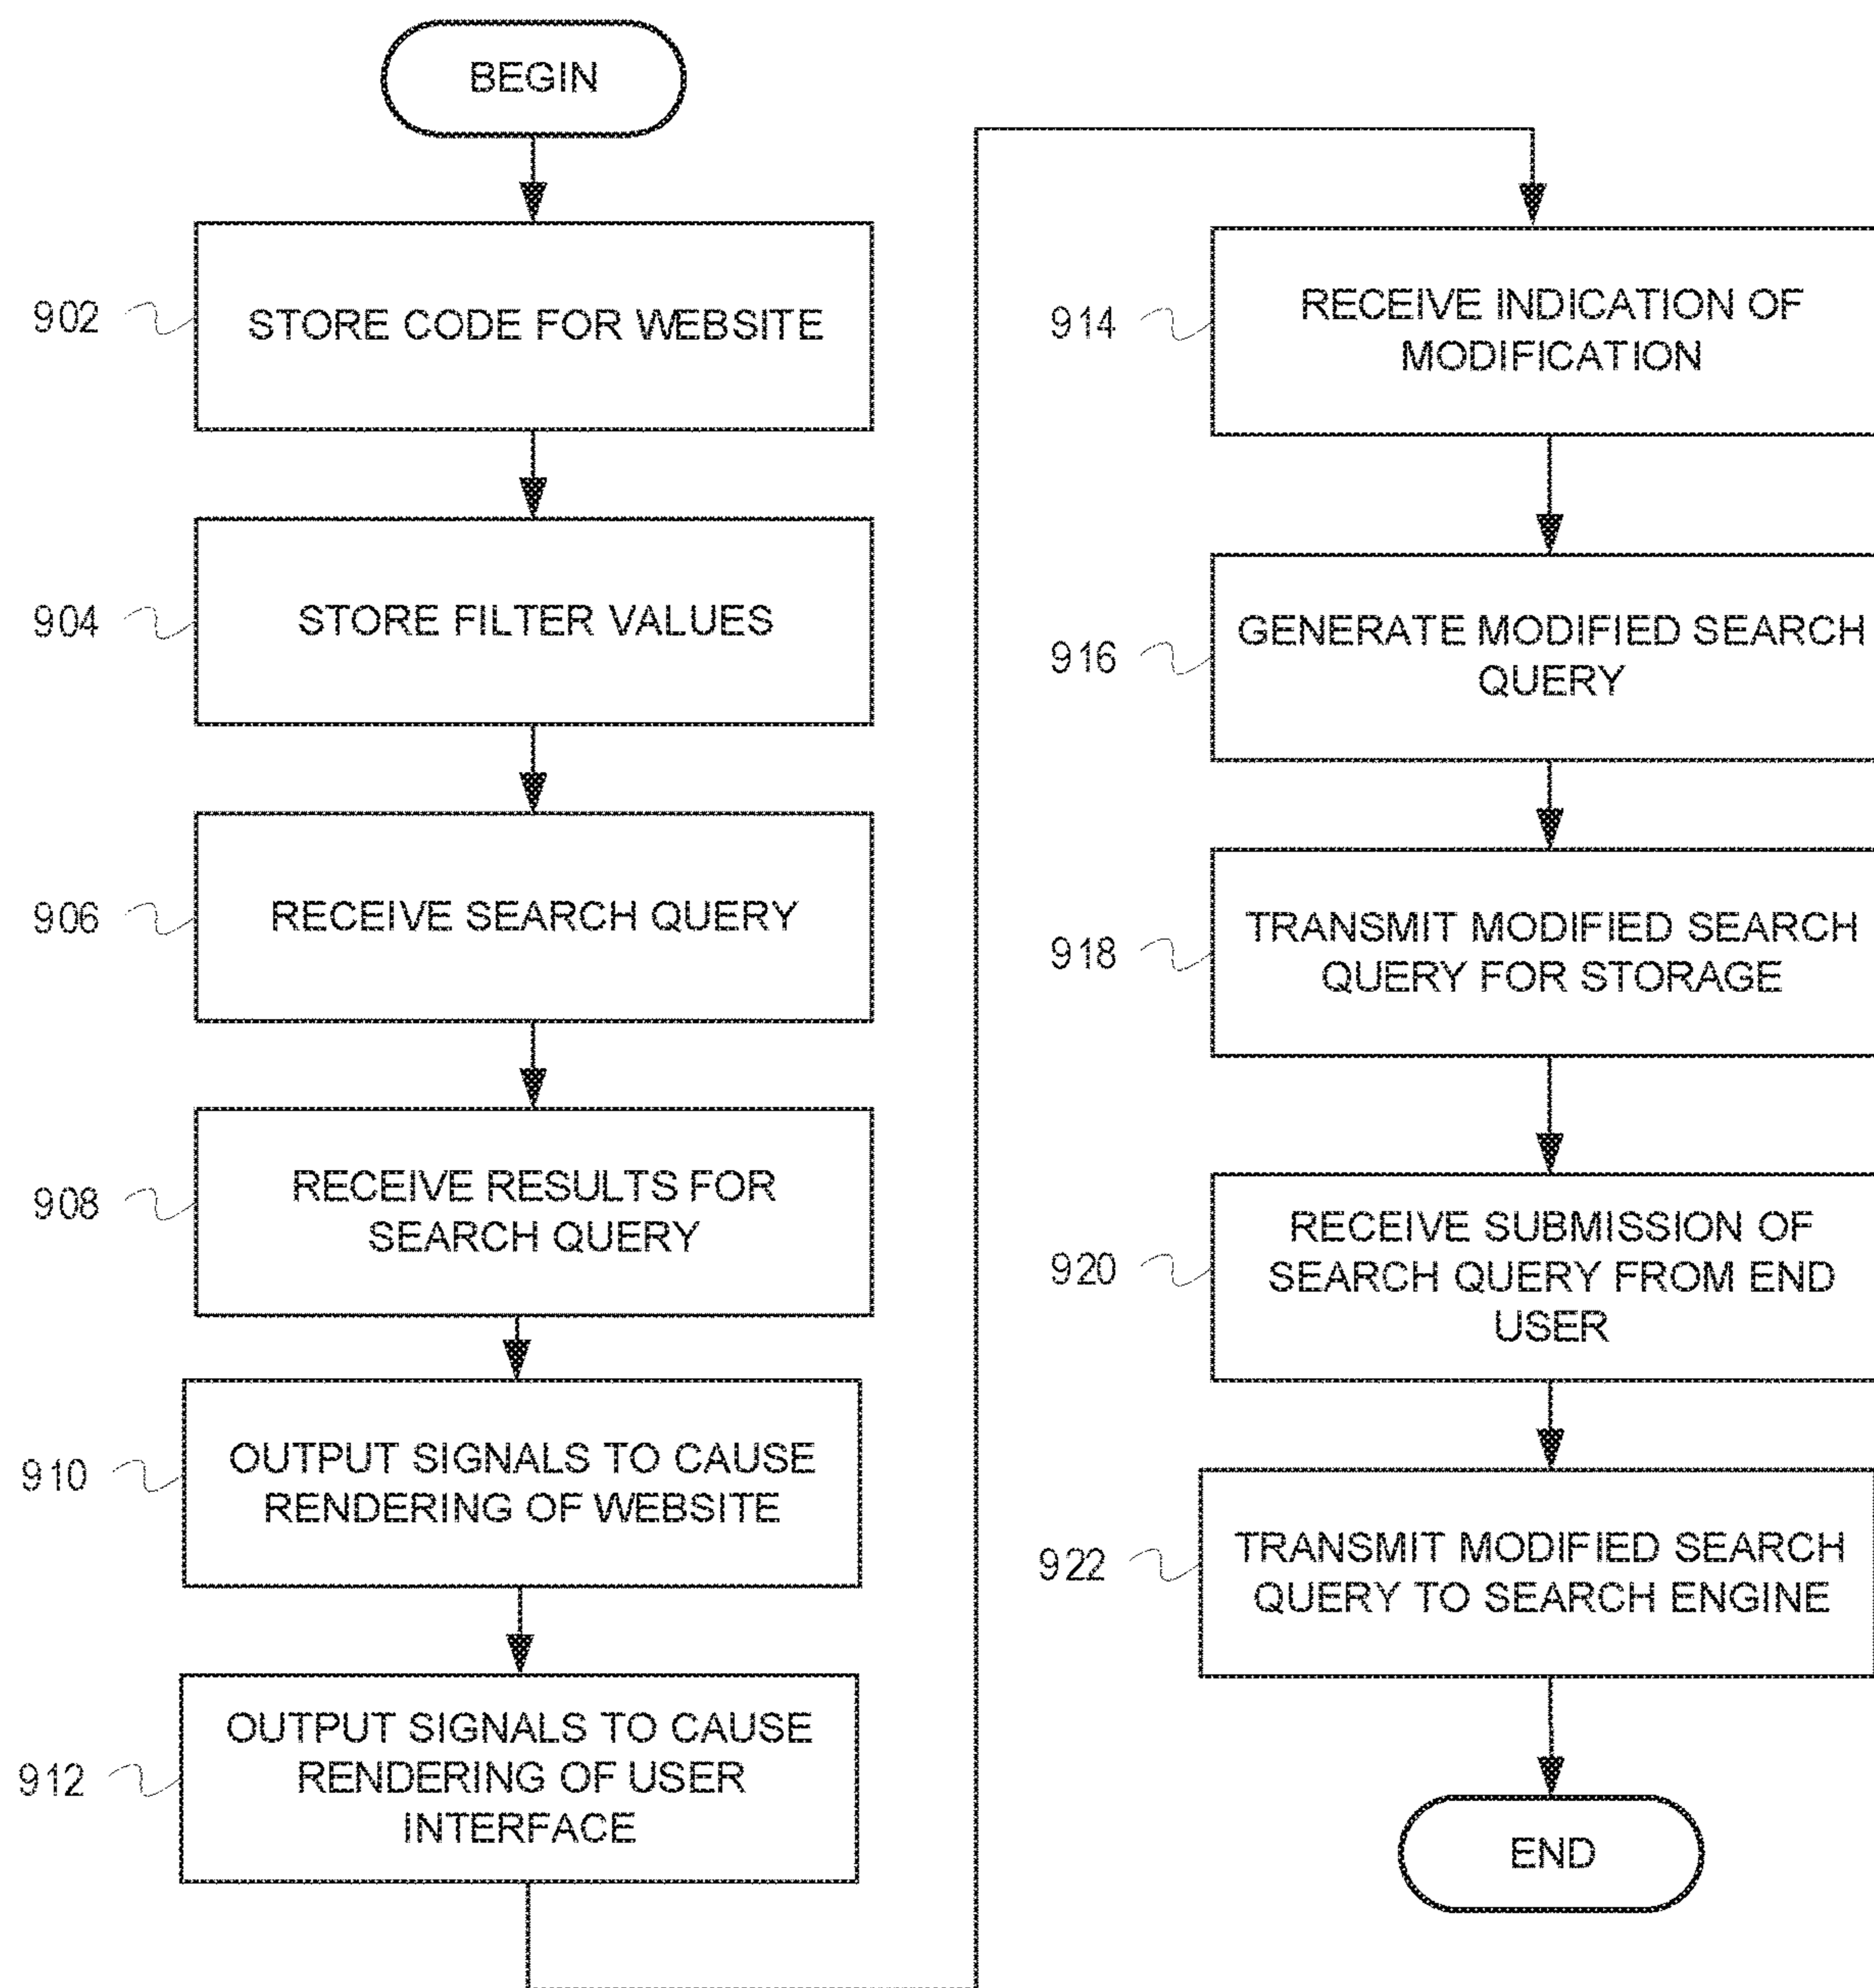 BEGIN
902
STORE CODE FOR WEBSITE
904
STORE FILTER VALUES
906
RECEIVE SEARCH QUERY
908
RECEIVE RESULTS FOR
SEARCH QUERY
910
OUTPUT SIGNALS TO CAUSE
RENDERING OF WEBSITE
912
OUTPUT SIGNALS TO CAUSE
RENDERING OF USER
INTERFACE
914
RECEIVE INDICATION OF
MODIFICATION
916
GENERATE MODIFIED SEARCH
QUERY
918
TRANSMIT MODIFIED SEARCH
QUERY FOR STORAGE
920
RECEIVE SUBMISSION OF
SEARCH QUERY FROM END
USER
922
TRANSMIT MODIFIED SEARCH
QUERY TO SEARCH ENGINE
END